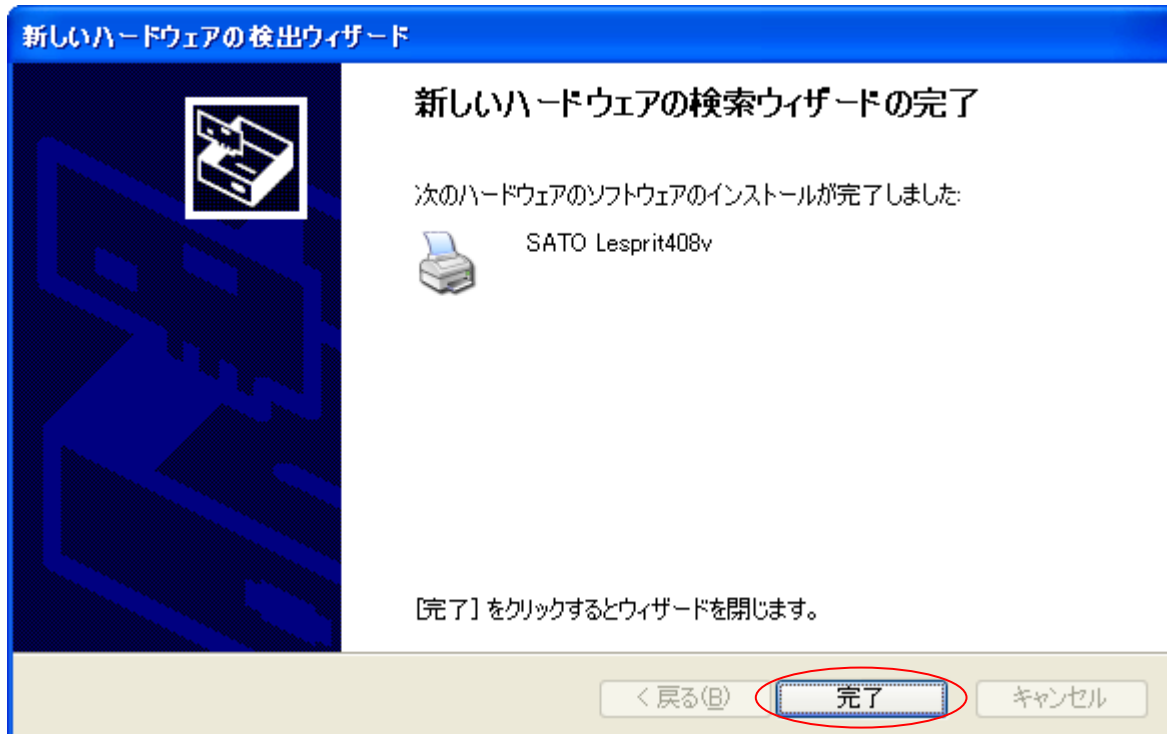 新しいハードウェアの検出ウィザード
新しいハードウェアの検索ウィザードの完了
次のハードウェアのソフトウェアのインストールが完了しました:
SATO Lesprit408v
[完了] をクリックするとウィザードを閉じます。
< 戻る(B) 完了 キャンセル